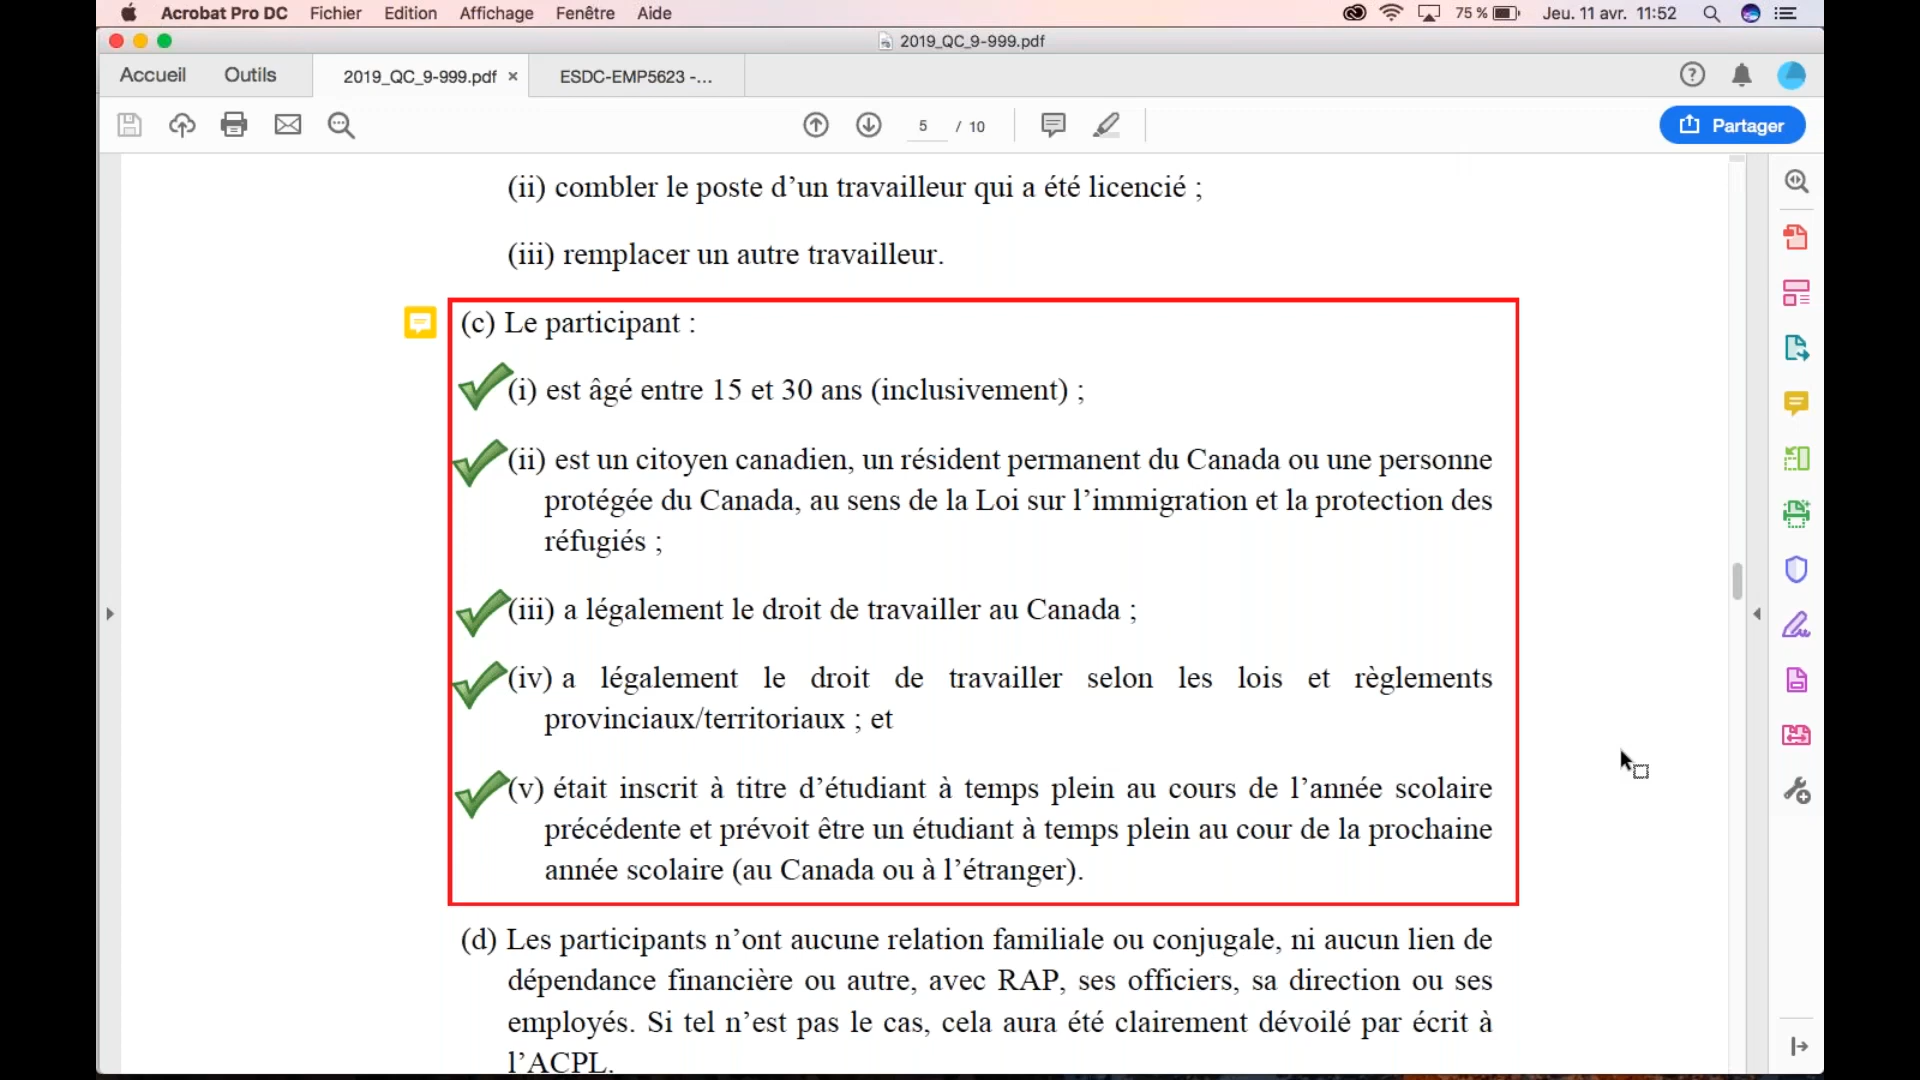 Acrobat Pro DC Fichier Edition Affichage Fenêtre Aide 75 % Jeu. 11 avr. 11:52
2019_QC_9-999.pdf
Accueil Outils 2019_QC_9-999.pdf × ESDC-EMP5623 -...
5 / 10 Partager
(ii) combler le poste d’un travailleur qui a été licencié ;
(iii) remplacer un autre travailleur.
(c) Le participant :
(i) est âgé entre 15 et 30 ans (inclusivement) ;
(ii) est un citoyen canadien, un résident permanent du Canada ou une personne
protégée du Canada, au sens de la Loi sur l’immigration et la protection des
réfugiés ;
(iii) a légalement le droit de travailler au Canada ;
(iv) a légalement le droit de travailler selon les lois et règlements
provinciaux/territoriaux ; et
(v) était inscrit à titre d’étudiant à temps plein au cours de l’année scolaire
précédente et prévoit être un étudiant à temps plein au cour de la prochaine
année scolaire (au Canada ou à l’étranger).
(d) Les participants n’ont aucune relation familiale ou conjugale, ni aucun lien de
dépendance financière ou autre, avec RAP, ses officiers, sa direction ou ses
employés. Si tel n’est pas le cas, cela aura été clairement dévoilé par écrit à
l’ACPL.